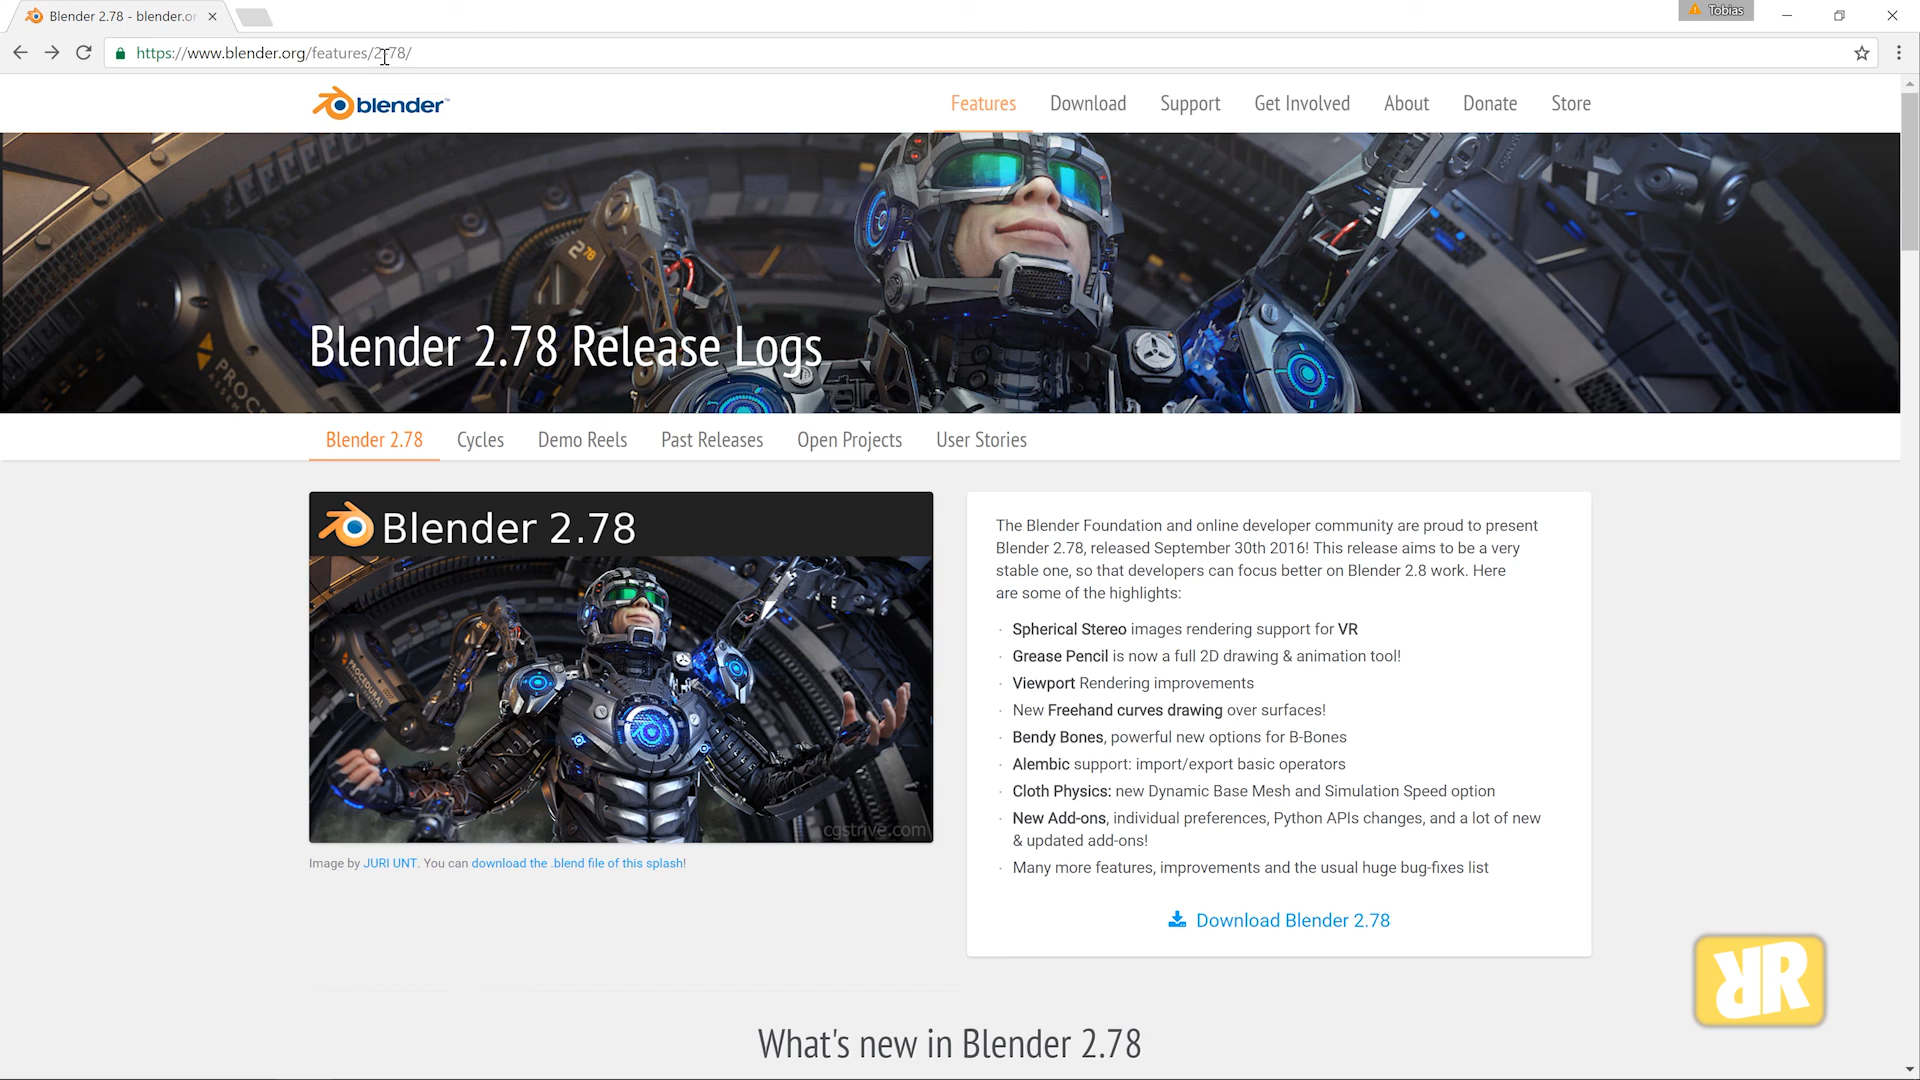 Blender 2.78 - blender.or
Tobias
https://www.blender.org/features/2.78/
blender
Features Download Support Get Involved About Donate Store
2.78
Blender 2.78 Release Logs
Blender 2.78 Cycles Demo Reels Past Releases Open Projects User Stories
Blender 2.78
PROCEDURAL
cgstrive.com
Image by JURI UNT. You can download the .blend file of this splash!
The Blender Foundation and online developer community are proud to present
Blender 2.78, released September 30th 2016! This release aims to be a very
stable one, so that developers can focus better on Blender 2.8 work. Here
are some of the highlights:
· Spherical Stereo images rendering support for VR
· Grease Pencil is now a full 2D drawing & animation tool!
· Viewport Rendering improvements
· New Freehand curves drawing over surfaces!
· Bendy Bones, powerful new options for B-Bones
· Alembic support: import/export basic operators
· Cloth Physics: new Dynamic Base Mesh and Simulation Speed option
· New Add-ons, individual preferences, Python APIs changes, and a lot of new
& updated add-ons!
· Many more features, improvements and the usual huge bug-fixes list
Download Blender 2.78
RR
What's new in Blender 2.78